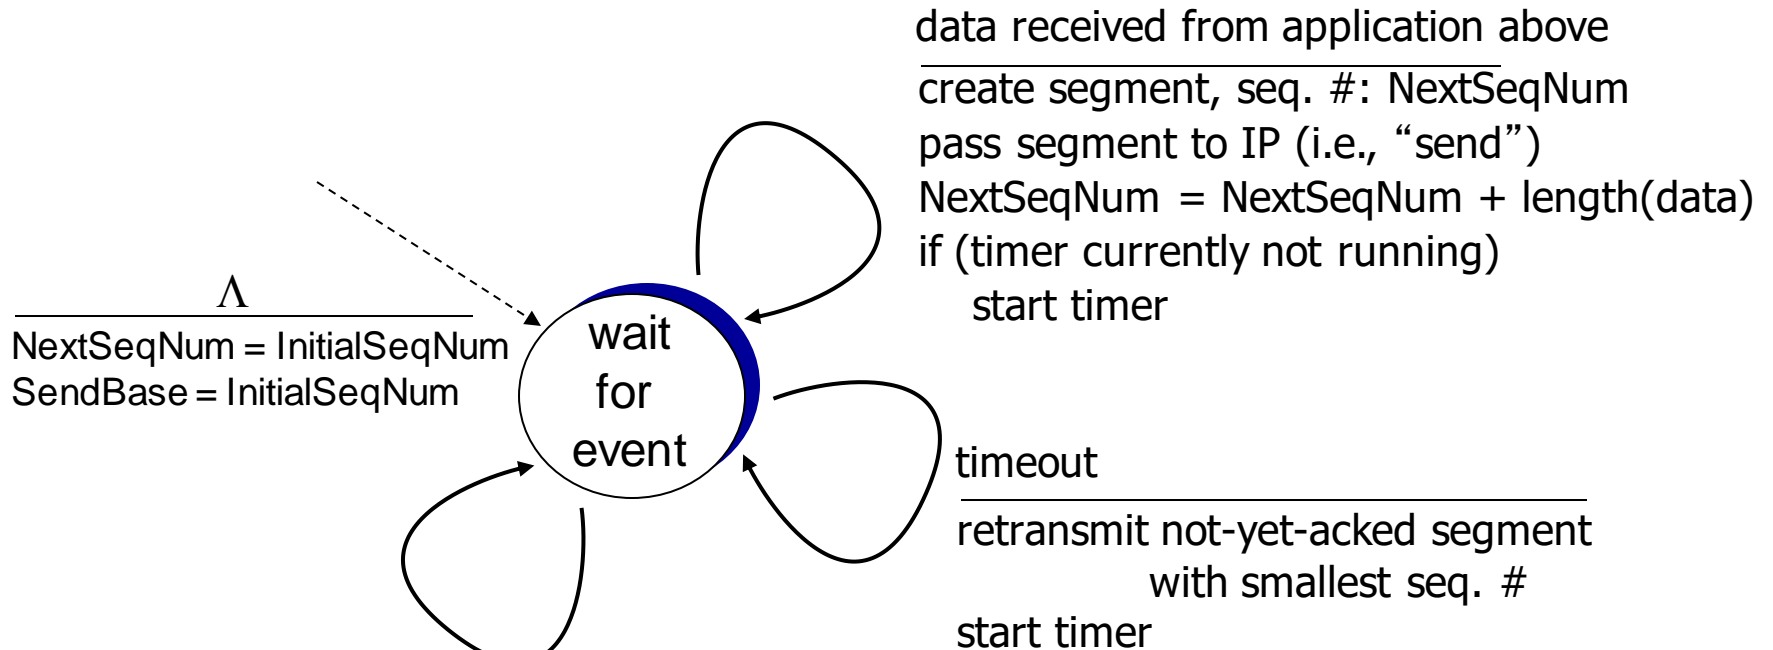 data received from application above
create segment, seq. #: NextSeqNum
pass segment to IP (i.e., “send”)
NextSeqNum = NextSeqNum + length(data)
if (timer currently not running)
start timer
Λ
NextSeqNum = InitialSeqNum
SendBase = InitialSeqNum
wait
for
event
timeout
retransmit not-yet-acked segment
with smallest seq. #
start timer